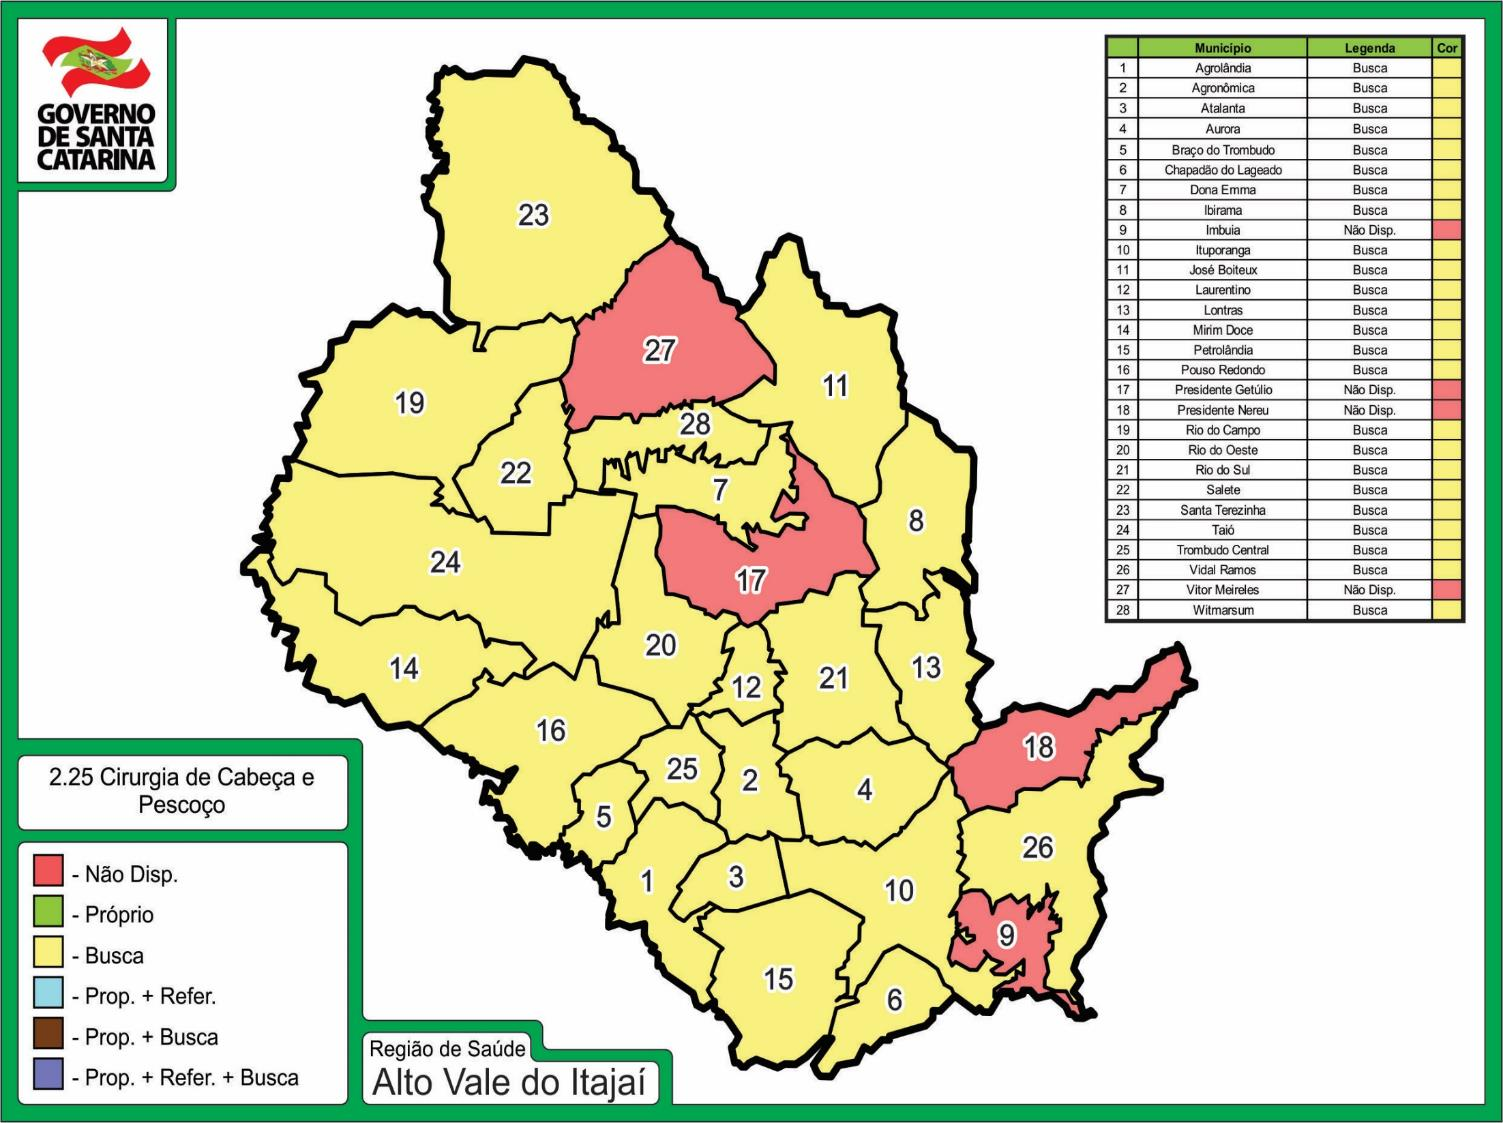 GOVERNO
DE SANTA
CATARINA
Município Legenda Cor
1 Agrolândia Busca
2 Agronômica Busca
3 Atalanta Busca
4 Aurora Busca
5 Braço do Trombudo Busca
6 Chapadão do Lageado Busca
7 Dona Emma Busca
8 Ibirama Busca
9 Imbuia Não Disp.
10 Ituporanga Busca
11 José Boiteux Busca
12 Laurentino Busca
13 Lontras Busca
14 Mirim Doce Busca
15 Petrolândia Busca
16 Pouso Redondo Busca
17 Presidente Getúlio Não Disp.
18 Presidente Nereu Não Disp.
19 Rio do Campo Busca
20 Rio do Oeste Busca
21 Rio do Sul Busca
22 Salete Busca
23 Santa Terezinha Busca
24 Taió Busca
25 Trombudo Central Busca
26 Vidal Ramos Busca
27 Vitor Meireles Não Disp.
28 Witmarsum Busca
23
27
11
19
28
22
7
8
24
17
20
13
14
12
21
16
18
25
2
4
5
26
1
3
10
9
15
6
2.25 Cirurgia de Cabeça e
Pescoço
- Não Disp.
- Próprio
- Busca
- Prop. + Refer.
- Prop. + Busca
- Prop. + Refer. + Busca
Região de Saúde
Alto Vale do Itajaí